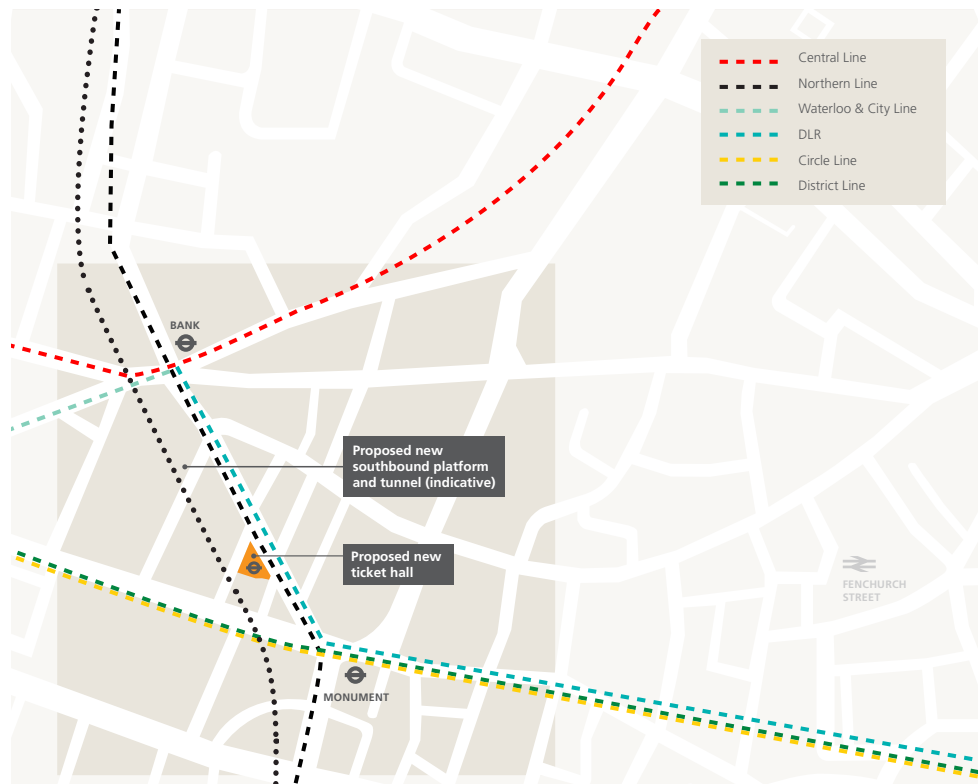 Central Line
Northern Line
Waterloo & City Line
DLR
Circle Line
District Line
BANK
Proposed new
southbound platform
and tunnel (indicative)
Proposed new
ticket hall
FENCHURCH
STREET
MONUMENT